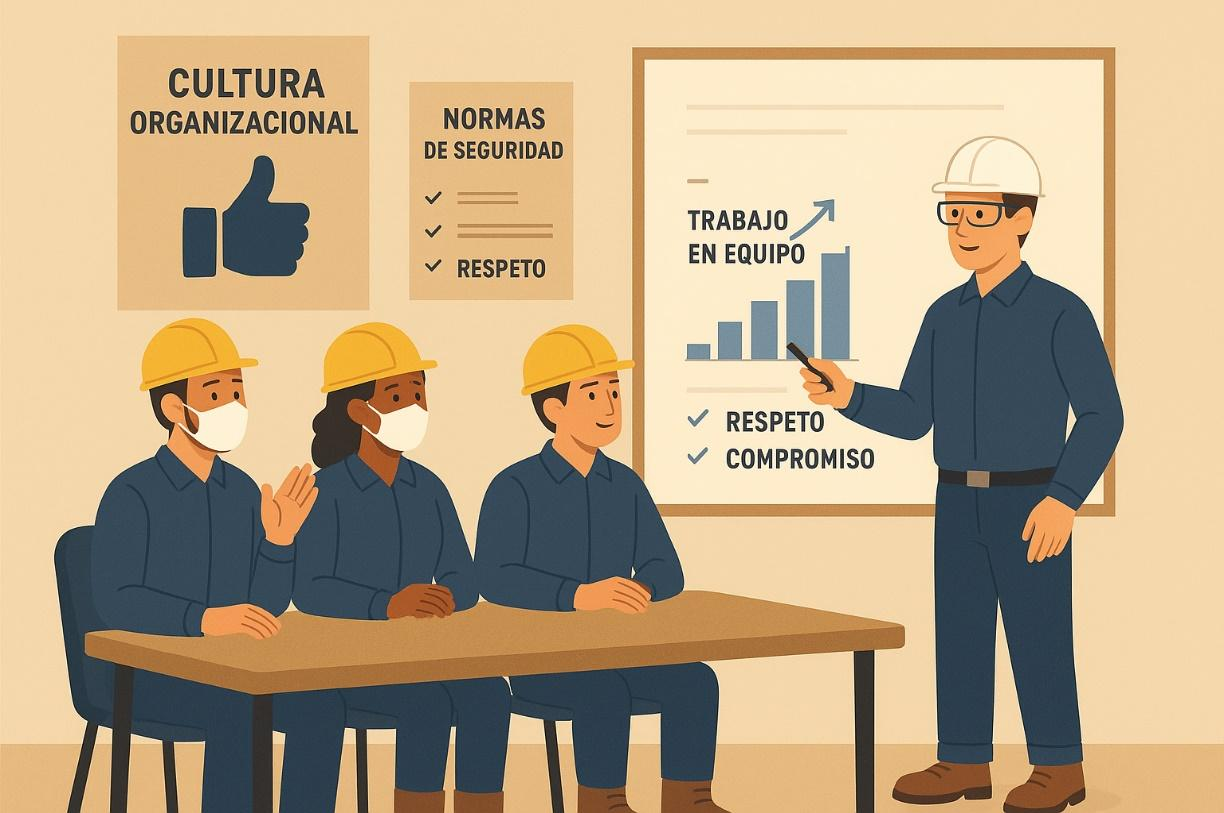 CULTURA
ORGANIZACIONAL
NORMAS
DE SEGURIDAD
RESPETO
TRABAJO
EN EQUIPO
RESPETO
COMPROMISO